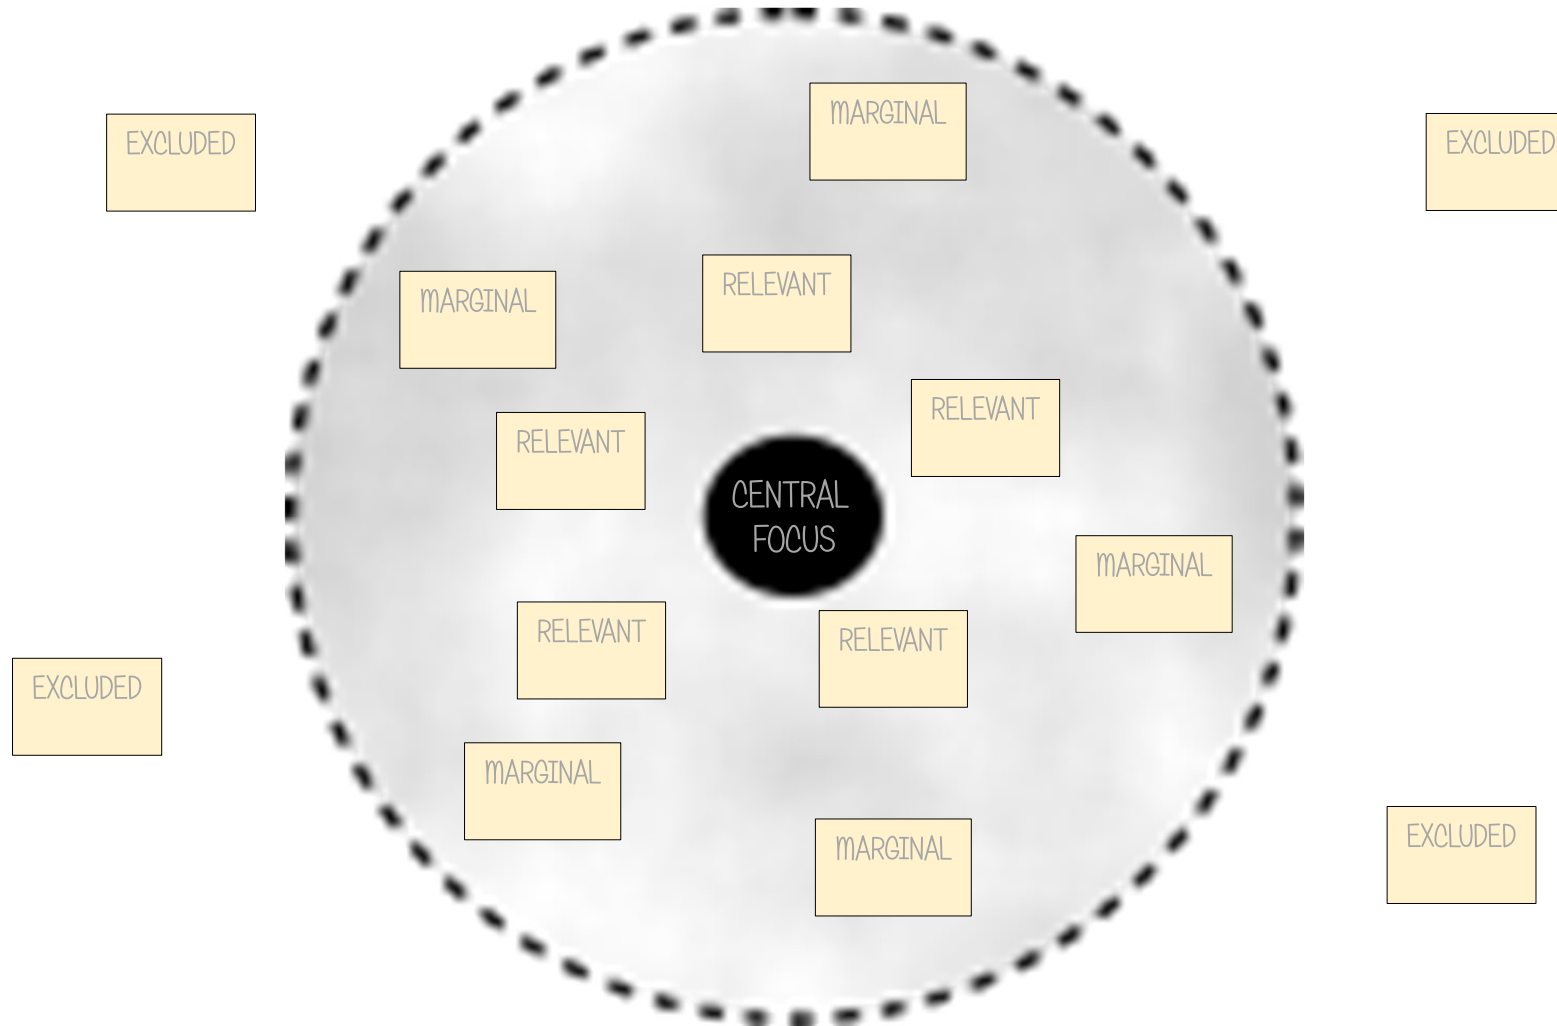 MARGINAL
EXCLUDED
EXCLUDED
RELEVANT
MARGINAL
RELEVANT
RELEVANT
CENTRAL
FOCUS
MARGINAL
RELEVANT
RELEVANT
EXCLUDED
MARGINAL
EXCLUDED
MARGINAL